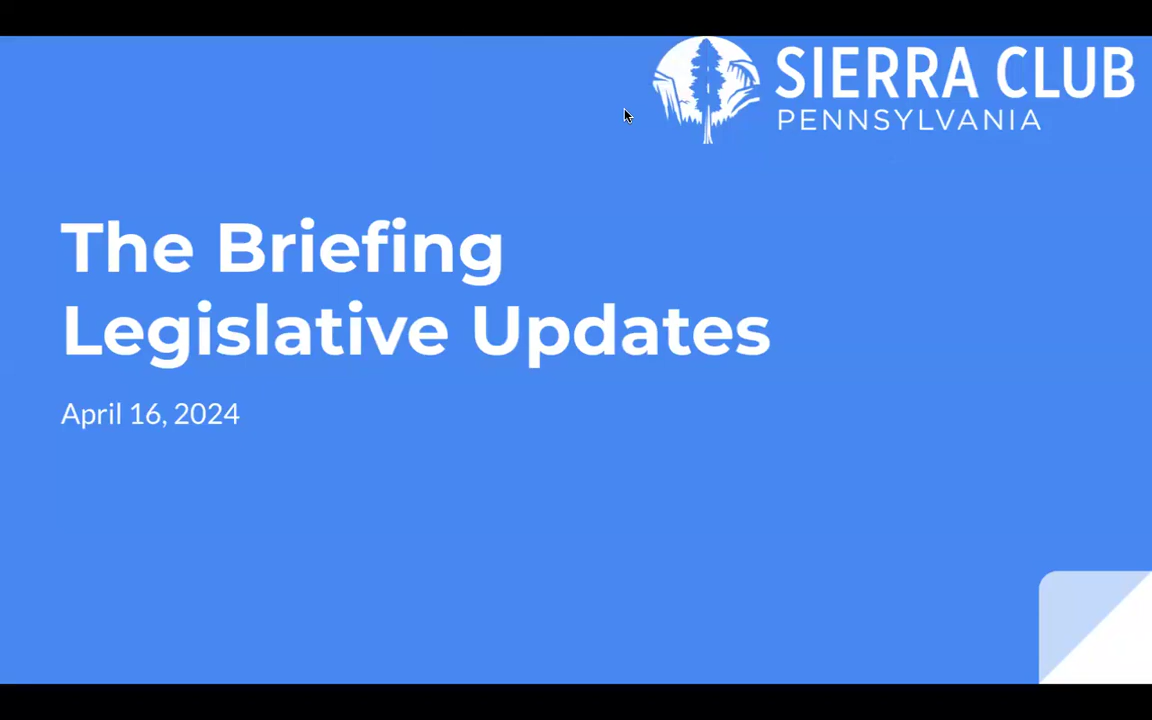 SIERRA CLUB
PENNSYLVANIA
The Briefing
Legislative Updates
April 16, 2024